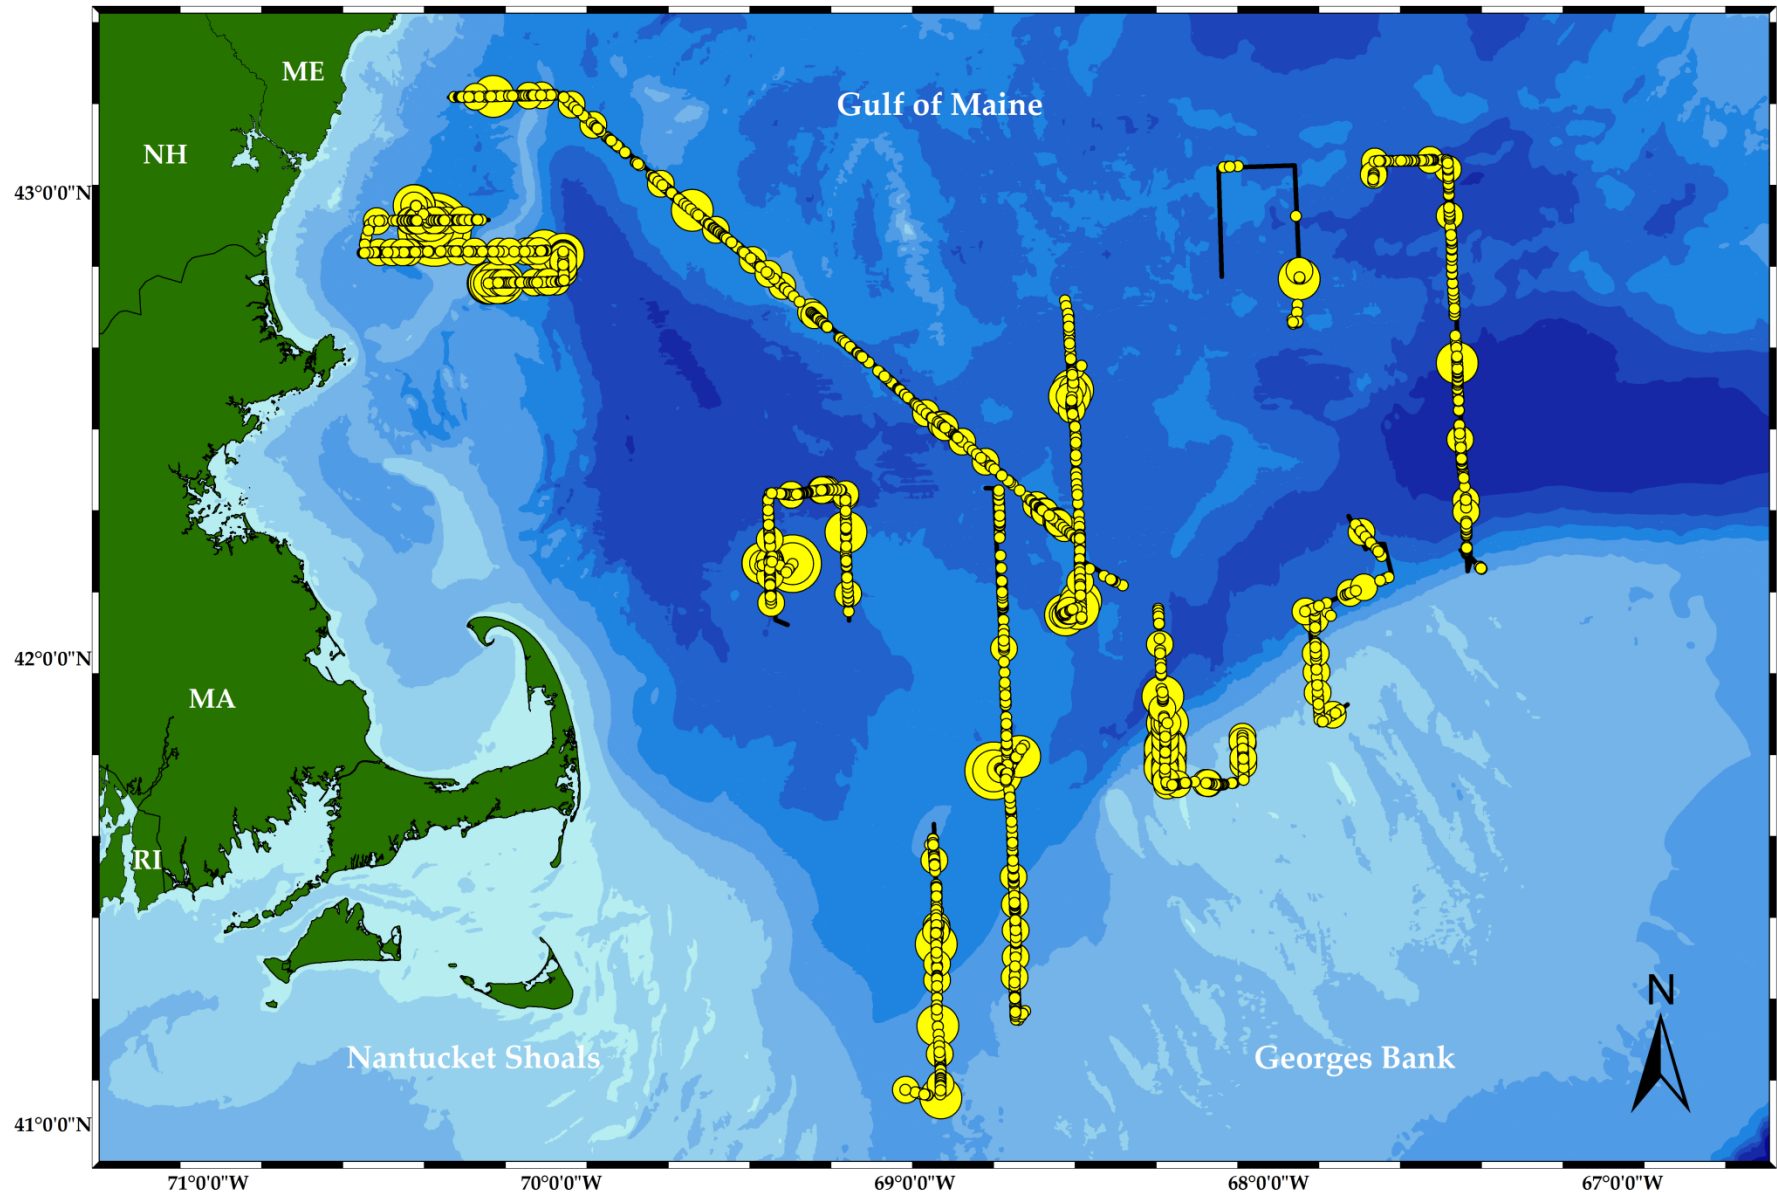 ME
Gulf of Maine
NH
43°0'0"N
42°0'0"N
MA
RI
N
Nantucket Shoals
Georges Bank
41°0'0"N
71°0'0"W
70°0'0"W
69°0'0"W
68°0'0"W
67°0'0"W